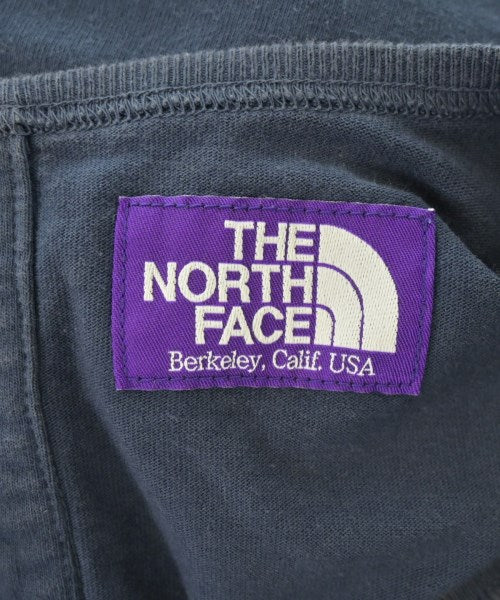 THE
NORTH
FACE
Berkeley, Calif. USA